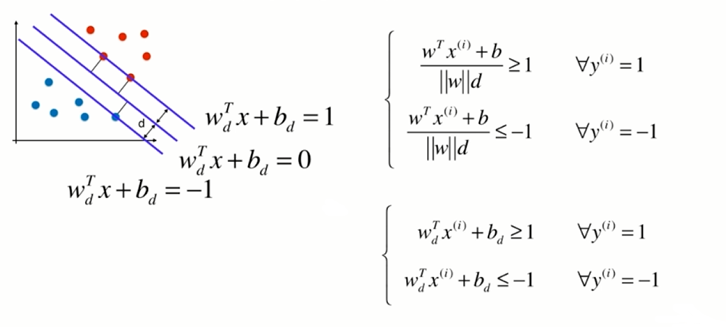 d
w_d^T x + b_d = 1
w_d^T x + b_d = 0
w_d^T x + b_d = −1
(w^T x^(i) + b) / (||w||d) ≥ 1 ∀y^(i) = 1
(w^T x^(i) + b) / (||w||d) ≤ −1 ∀y^(i) = −1
w_d^T x^(i) + b_d ≥ 1 ∀y^(i) = 1
w_d^T x^(i) + b_d ≤ −1 ∀y^(i) = −1